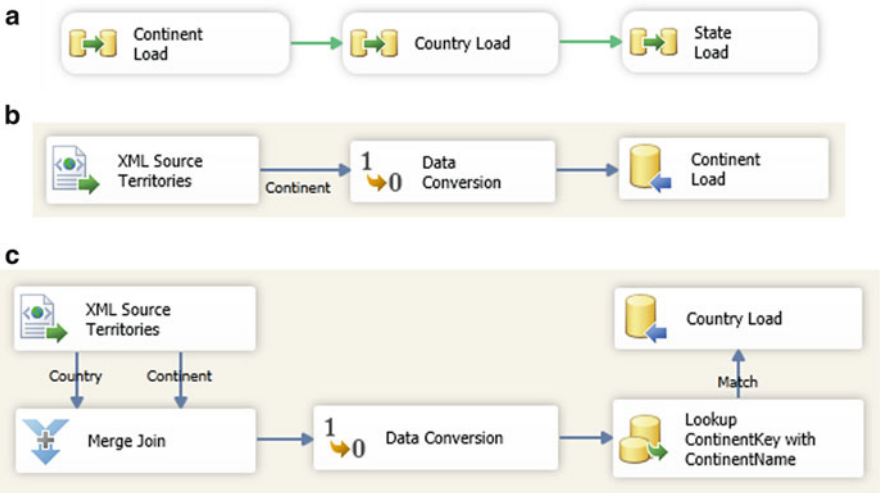 a
Continent
Load
Country Load
State
Load
b
XML Source
Territories
Continent
1
0
Data
Conversion
Continent
Load
c
XML Source
Territories
Country Load
Country
Continent
Match
Merge Join
1
0
Data Conversion
Lookup
ContinentKey with
ContinentName